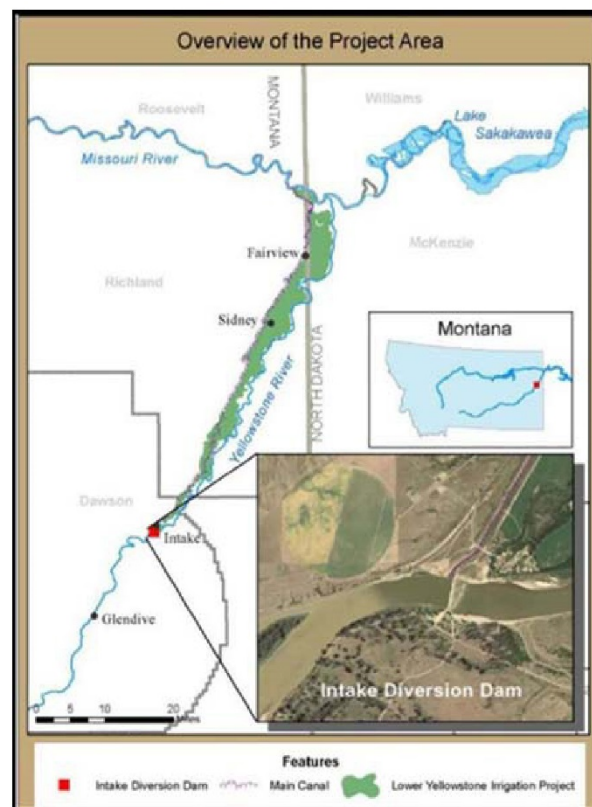 Overview of the Project Area
MONTANA
Roosevelt
Williams
Lake
Sakakawea
Missouri River
McKenzie
Fairview
Richland
Sidney
NORTH DAKOTA
Montana
Yellowstone River
Dawson
Intake
Glendive
Intake Diversion Dam
0 5 10 20
Miles
Features
Intake Diversion Dam
Main Canal
Lower Yellowstone Irrigation Project